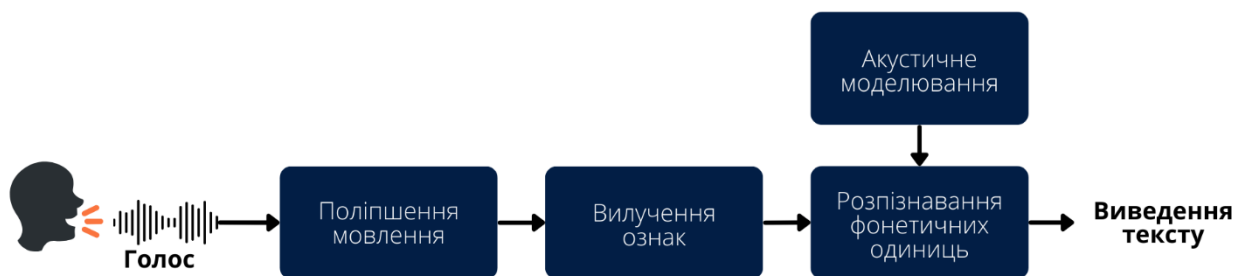 Акустичне
моделювання
Голос
Поліпшення
мовлення
Вилучення
ознак
Розпізнавання
фонетичних
одиниць
Виведення
тексту